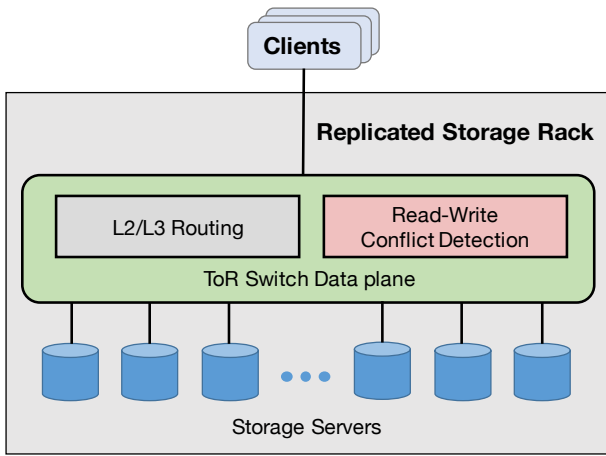 Clients
Replicated Storage Rack
L2/L3 Routing
Read-Write
Conflict Detection
ToR Switch Data plane
Storage Servers